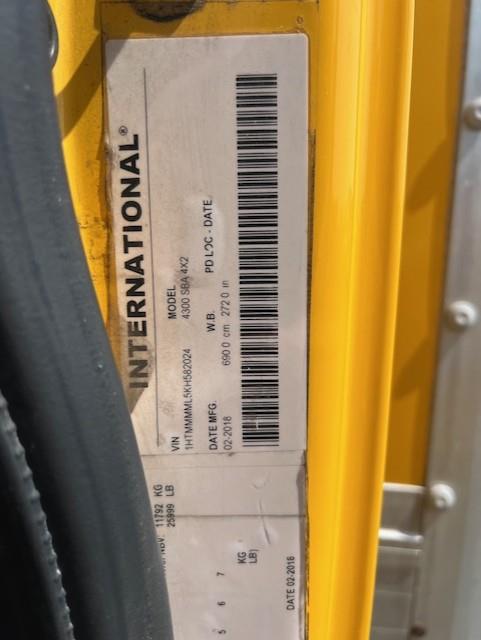 INTERNATIONAL®
VIN MODEL
1HTMMMML5KH582024 4300 SBA 4X2
DATE MFG. W.B. PD LOC - DATE
02-2018 690.0 cm 272.0 in
11792 KG
25999 LB
5 6 7
KG
LB)
DATE 02-2018